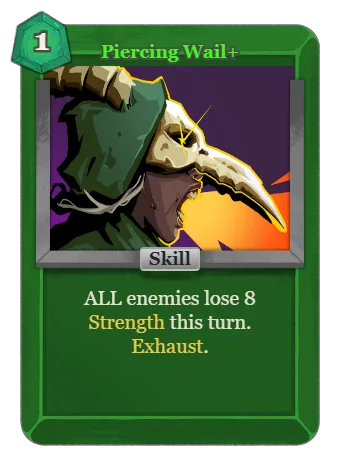 1
Piercing Wail+
Skill
ALL enemies lose 8
Strength this turn.
Exhaust.